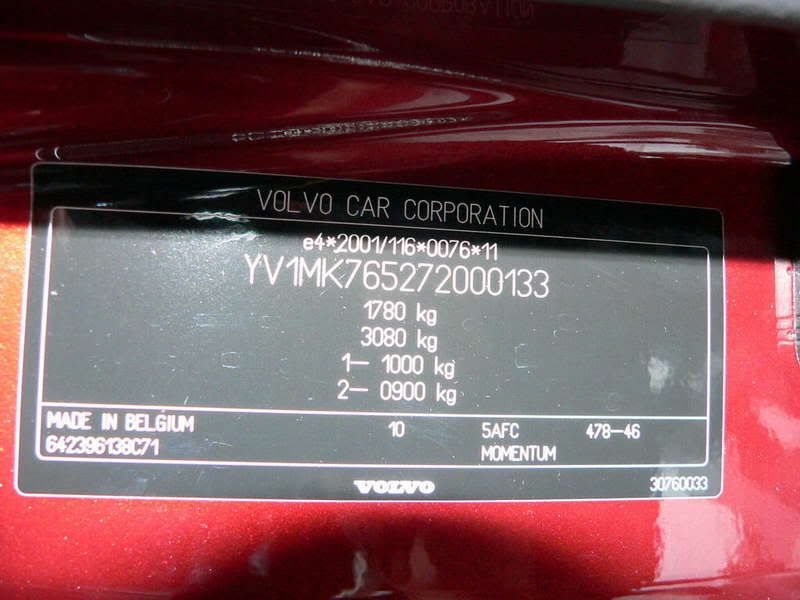 VOLVO CAR CORPORATION
e4*2001/116*0076*11
YV1MK765272000133
1780 kg
3080 kg
1– 1000 kg
2– 0900 kg
MADE IN BELGIUM 10 5AFC 478–46
642396138C71 MOMENTUM
VOLVO 30760033